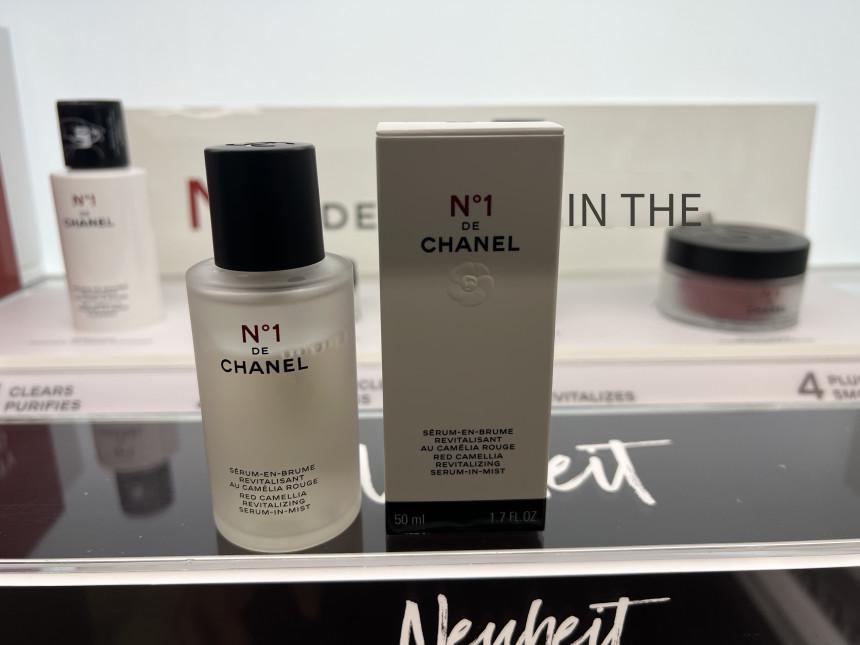 N°1
DE
CHANEL
N
DE
IN THE
N°1
DE
CHANEL
N°1
DE
CHANEL
SÉRUM-EN-BRUME
REVITALISANT
AU CAMÉLIA ROUGE
RED CAMELLIA
REVITALIZING
SERUM-IN-MIST
SÉRUM-EN-BRUME
REVITALISANT
AU CAMÉLIA ROUGE
RED CAMELLIA
REVITALIZING
SERUM-IN-MIST
50 ml 1.7 FL.OZ
CLEARS
PURIFIES
VITALIZES
4
Neuheit